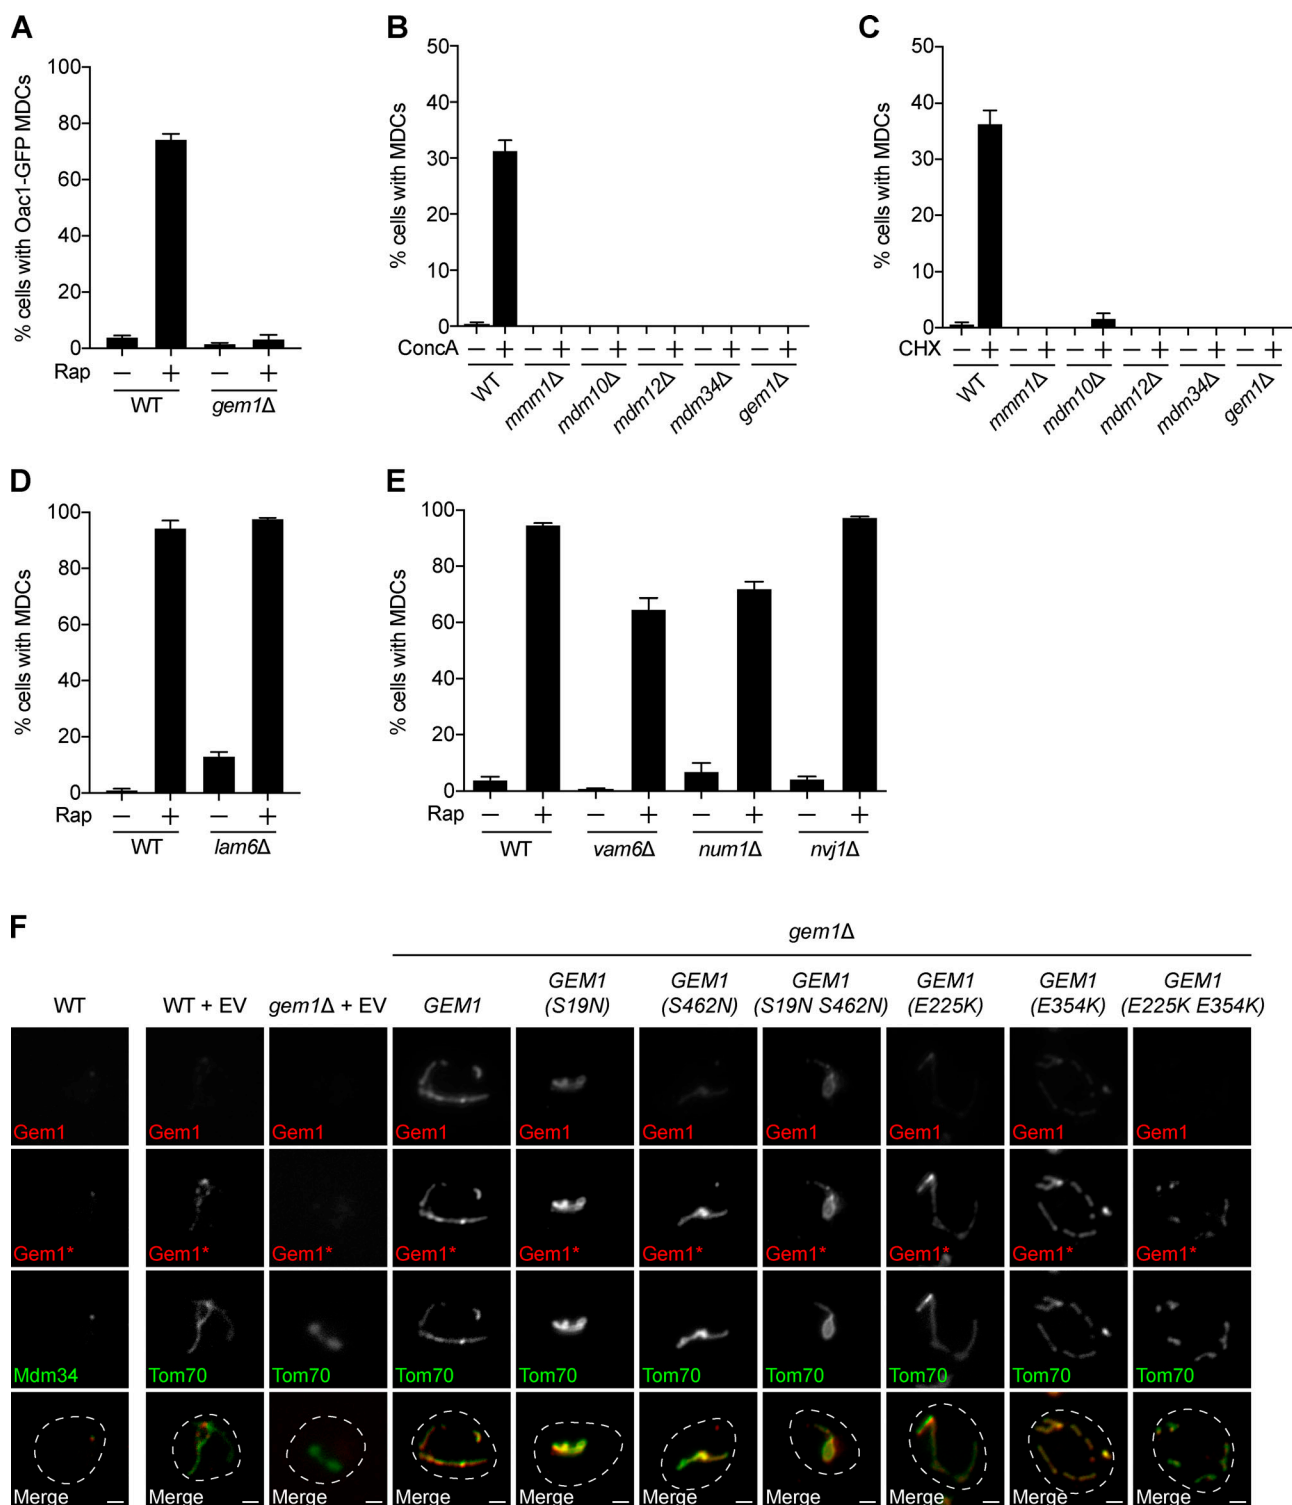 A
% cells with Oac1-GFP MDCs
100
80
60
40
20
0
Rap
− + − +
WT gem1Δ
B
% cells with MDCs
50
40
30
20
10
0
ConcA
− + − + − + − + − + − +
WT mmm1Δ mdm10Δ mdm12Δ mdm34Δ gem1Δ
C
% cells with MDCs
50
40
30
20
10
0
CHX
− + − + − + − + − + − +
WT mmm1Δ mdm10Δ mdm12Δ mdm34Δ gem1Δ
D
% cells with MDCs
100
80
60
40
20
0
Rap
− + − +
WT lam6Δ
E
% cells with MDCs
100
80
60
40
20
0
Rap
− + − + − + − +
WT vam6Δ num1Δ nvj1Δ
F
gem1Δ
WT
WT + EV
gem1Δ + EV
GEM1
GEM1
(S19N)
GEM1
(S462N)
GEM1
(S19N S462N)
GEM1
(E225K)
GEM1
(E354K)
GEM1
(E225K E354K)
Gem1 Gem1 Gem1 Gem1 Gem1 Gem1 Gem1 Gem1 Gem1 Gem1
Gem1* Gem1* Gem1* Gem1* Gem1* Gem1* Gem1* Gem1* Gem1* Gem1*
Mdm34 Tom70 Tom70 Tom70 Tom70 Tom70 Tom70 Tom70 Tom70 Tom70
Merge Merge Merge Merge Merge Merge Merge Merge Merge Merge